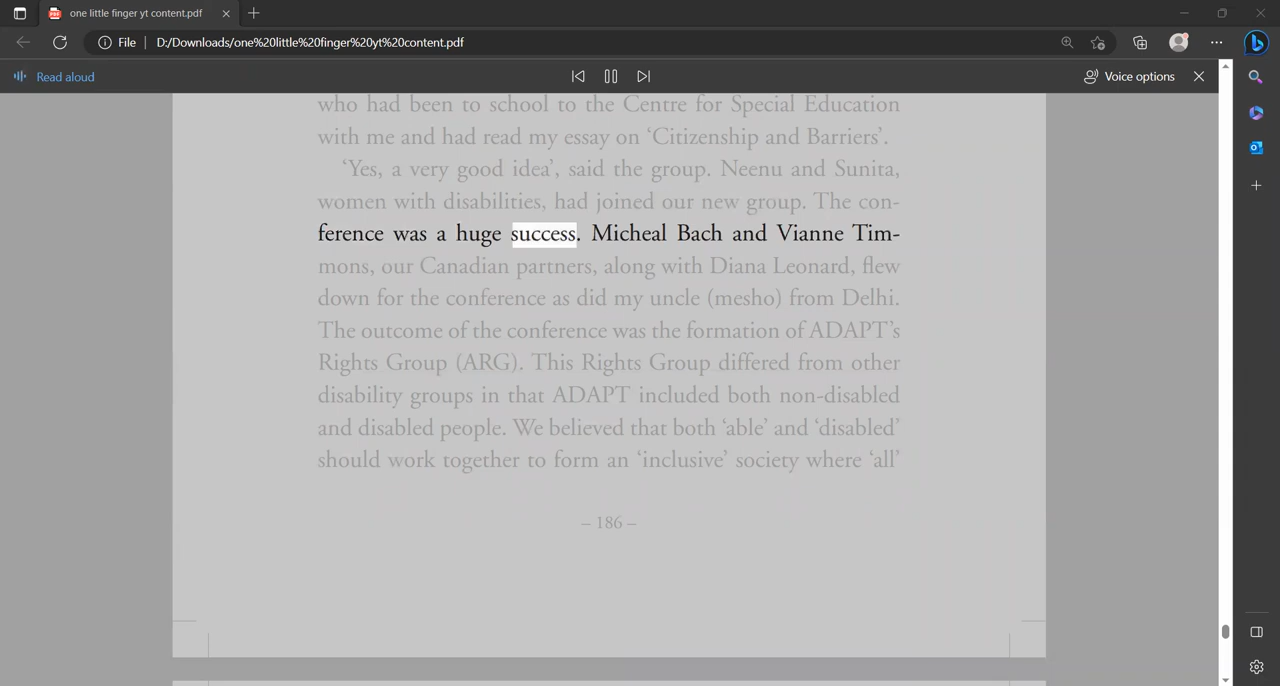 one little finger yt content.pdf
File
D:/Downloads/one%20little%20finger%20yt%20content.pdf
Read aloud
Voice options
who had been to school to the Centre for Special Education
with me and had read my essay on ‘Citizenship and Barriers’.
‘Yes, a very good idea’, said the group. Neenu and Sunita,
women with disabilities, had joined our new group. The con-
ference was a huge success. Micheal Bach and Vianne Tim-
mons, our Canadian partners, along with Diana Leonard, flew
down for the conference as did my uncle (mesho) from Delhi.
The outcome of the conference was the formation of ADAPT’s
Rights Group (ARG). This Rights Group differed from other
disability groups in that ADAPT included both non-disabled
and disabled people. We believed that both ‘able’ and ‘disabled’
should work together to form an ‘inclusive’ society where ‘all’
– 186 –